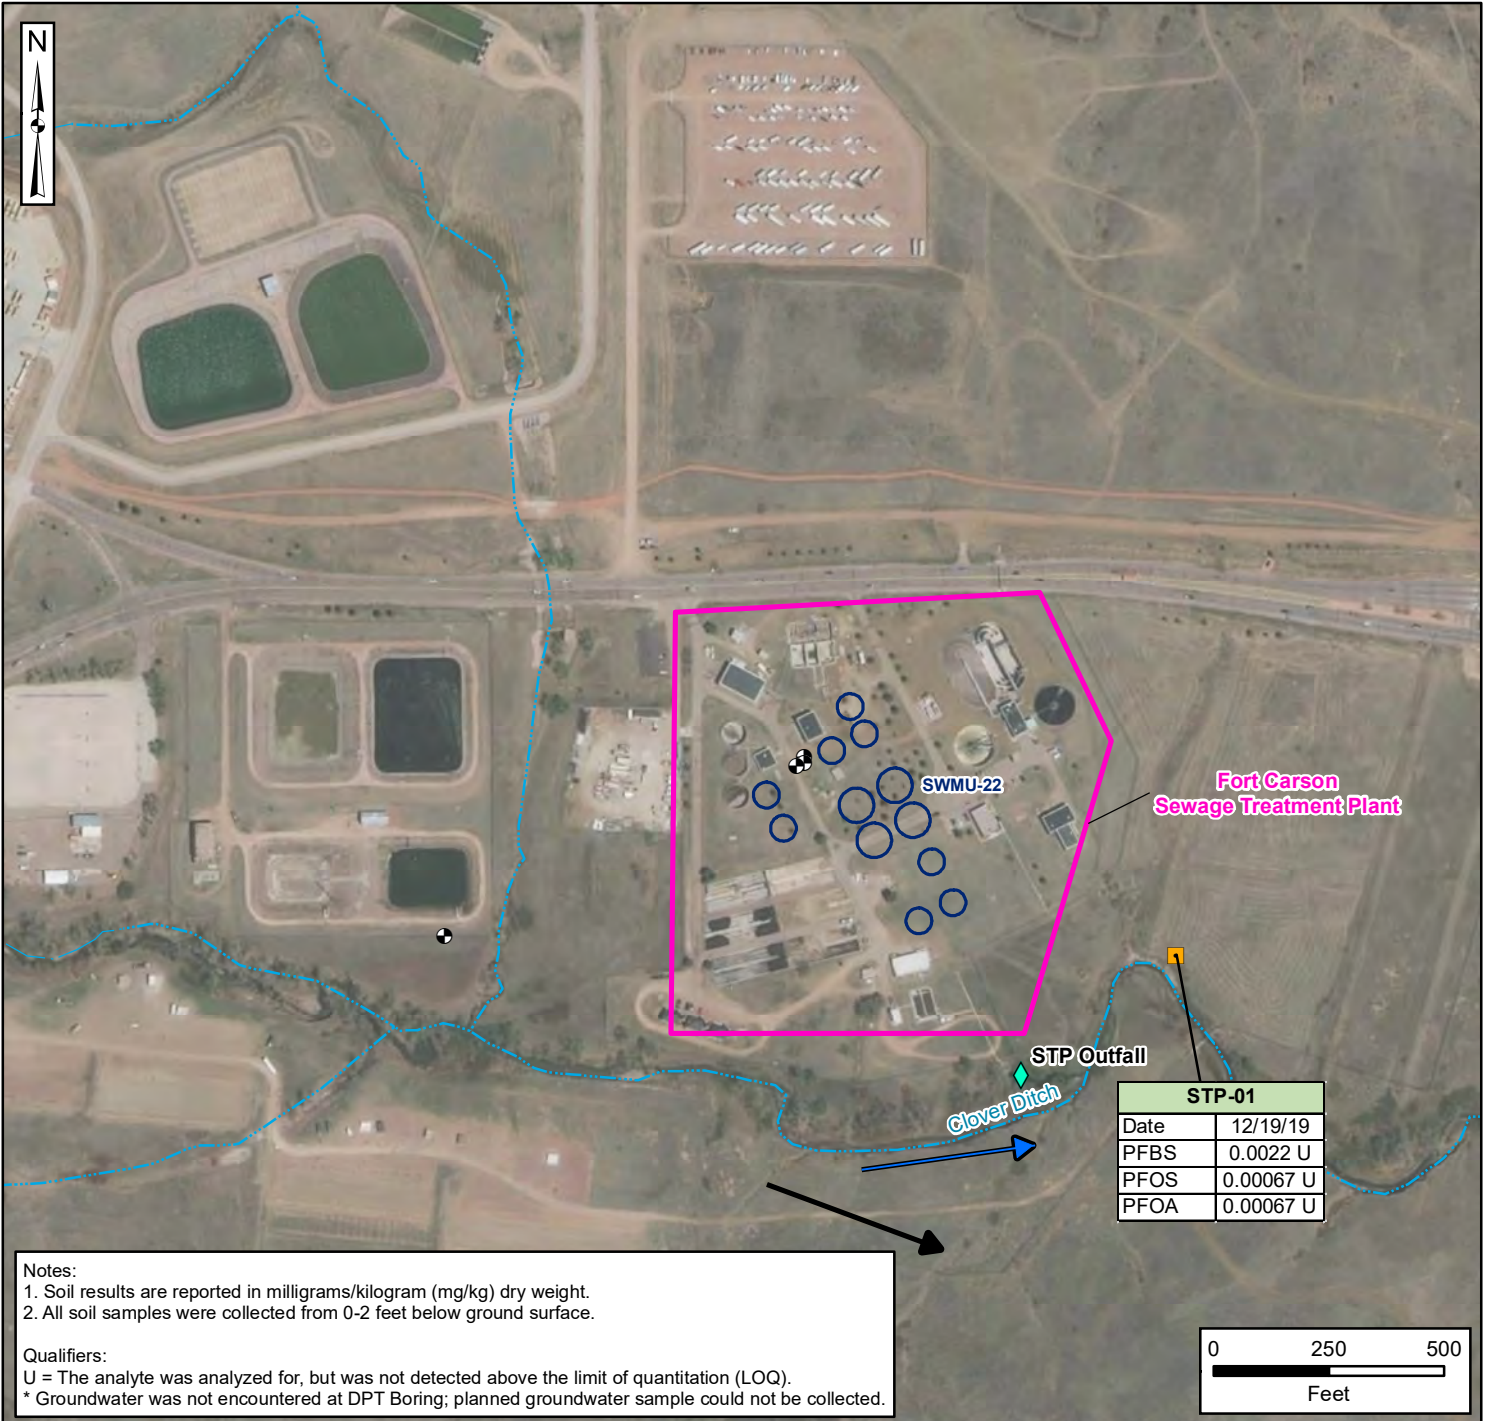 N
SWMU-22
Fort Carson
Sewage Treatment Plant
STP Outfall
Clover Ditch
STP-01
Date 12/19/19
PFBS 0.0022 U
PFOS 0.00067 U
PFOA 0.00067 U
Notes:
1. Soil results are reported in milligrams/kilogram (mg/kg) dry weight.
2. All soil samples were collected from 0-2 feet below ground surface.
Qualifiers:
U = The analyte was analyzed for, but was not detected above the limit of quantitation (LOQ).
* Groundwater was not encountered at DPT Boring; planned groundwater sample could not be collected.
0 250 500
Feet